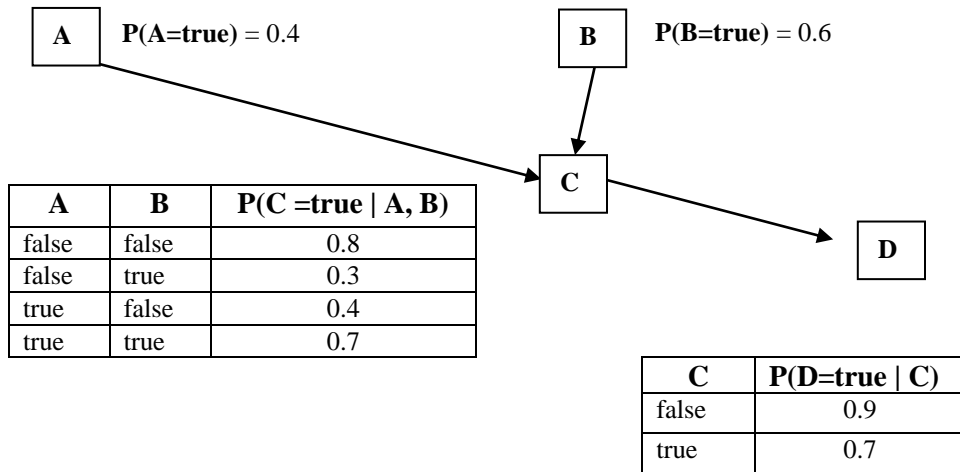 A P(A=true) = 0.4
B P(B=true) = 0.6
C
D
A B P(C =true | A, B)
false false 0.8
false true 0.3
true false 0.4
true true 0.7
C P(D=true | C)
false 0.9
true 0.7